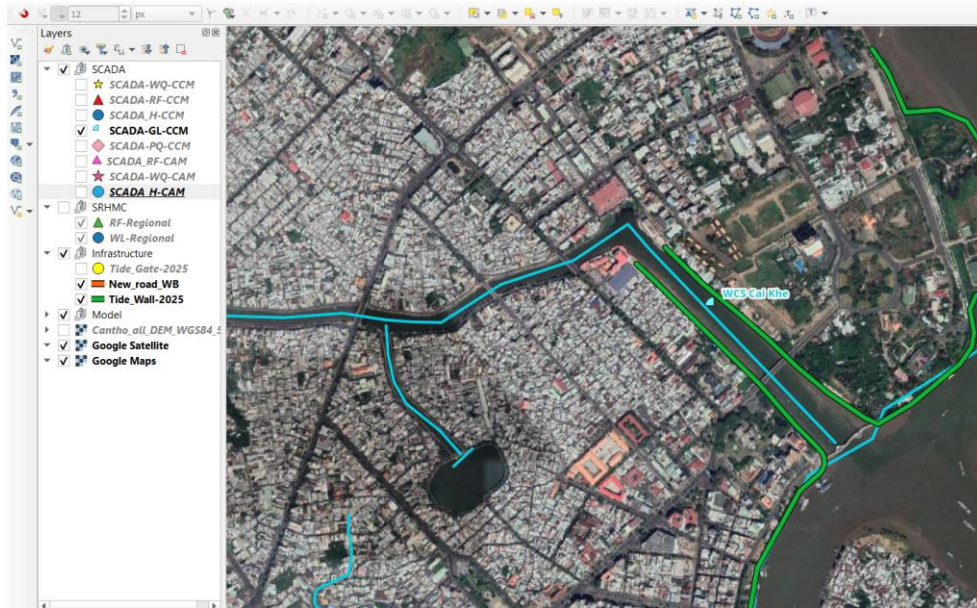 12
px
Layers
SCADA
SCADA-WQ-CCM
SCADA-RF-CCM
SCADA_H-CCM
SCADA-GL-CCM
SCADA-PQ-CCM
SCADA_RF-CAM
SCADA-WQ-CAM
SCADA_H-CAM
SRHMC
RF-Regional
WL-Regional
Infrastructure
Tide_Gate-2025
New_road_WB
Tide_Wall-2025
Model
Cantho_all_DEM_WGS84_
Google Satellite
Google Maps
WCS Cai Khe